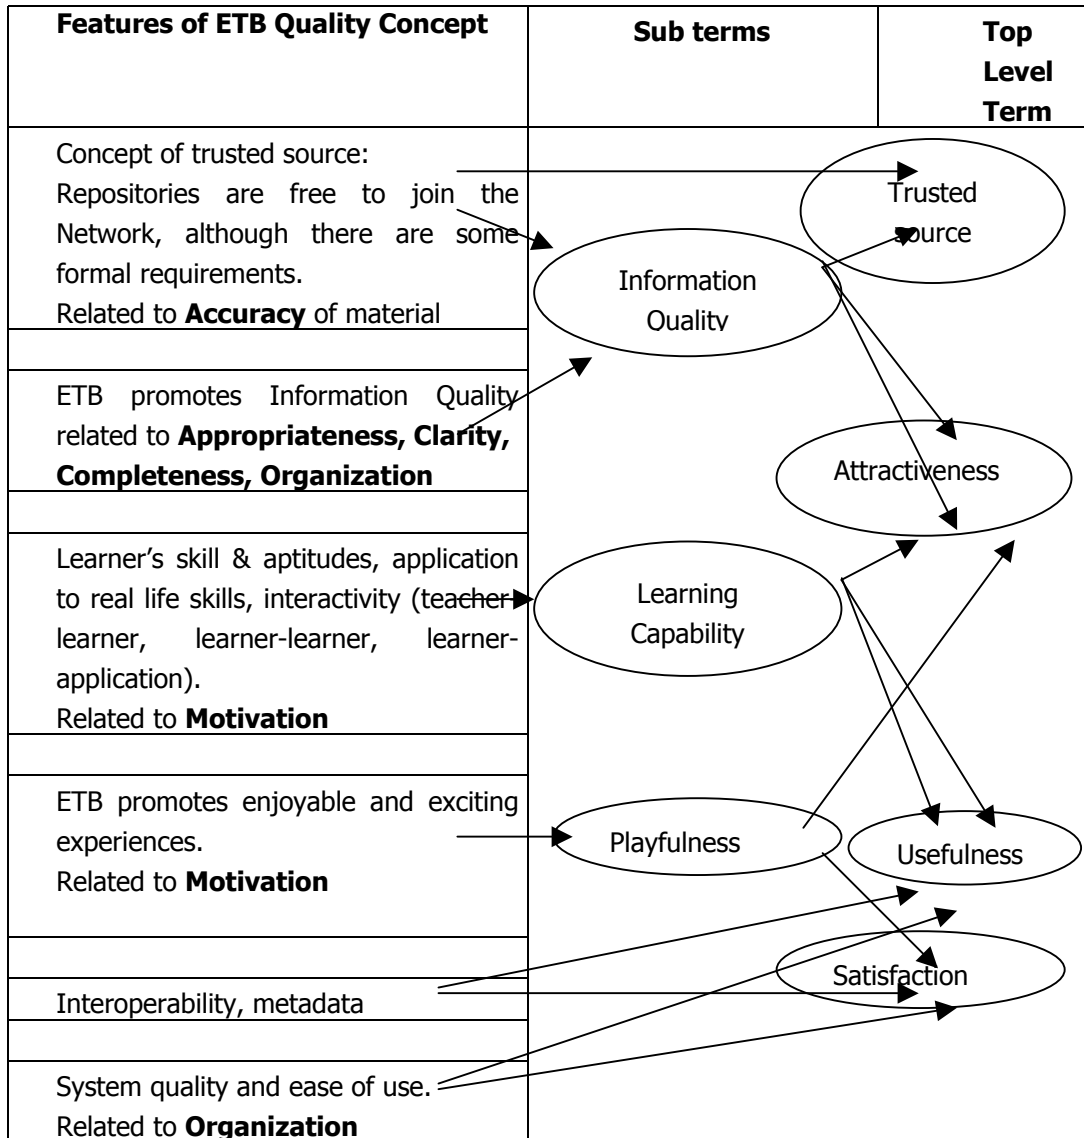 Features of ETB Quality Concept
Sub terms
Top
Level
Term
Concept of trusted source:
Repositories are free to join the
Network, although there are some
formal requirements.
Related to Accuracy of material
ETB promotes Information Quality
related to Appropriateness, Clarity,
Completeness, Organization
Learner's skill & aptitudes, application
to real life skills, interactivity (teacher-
learner, learner-learner, learner-
application).
Related to Motivation
ETB promotes enjoyable and exciting
experiences.
Related to Motivation
Interoperability, metadata
System quality and ease of use.
Related to Organization
Information
Quality
Learning
Capability
Playfulness
Trusted
source
Attractiveness
Usefulness
Satisfaction